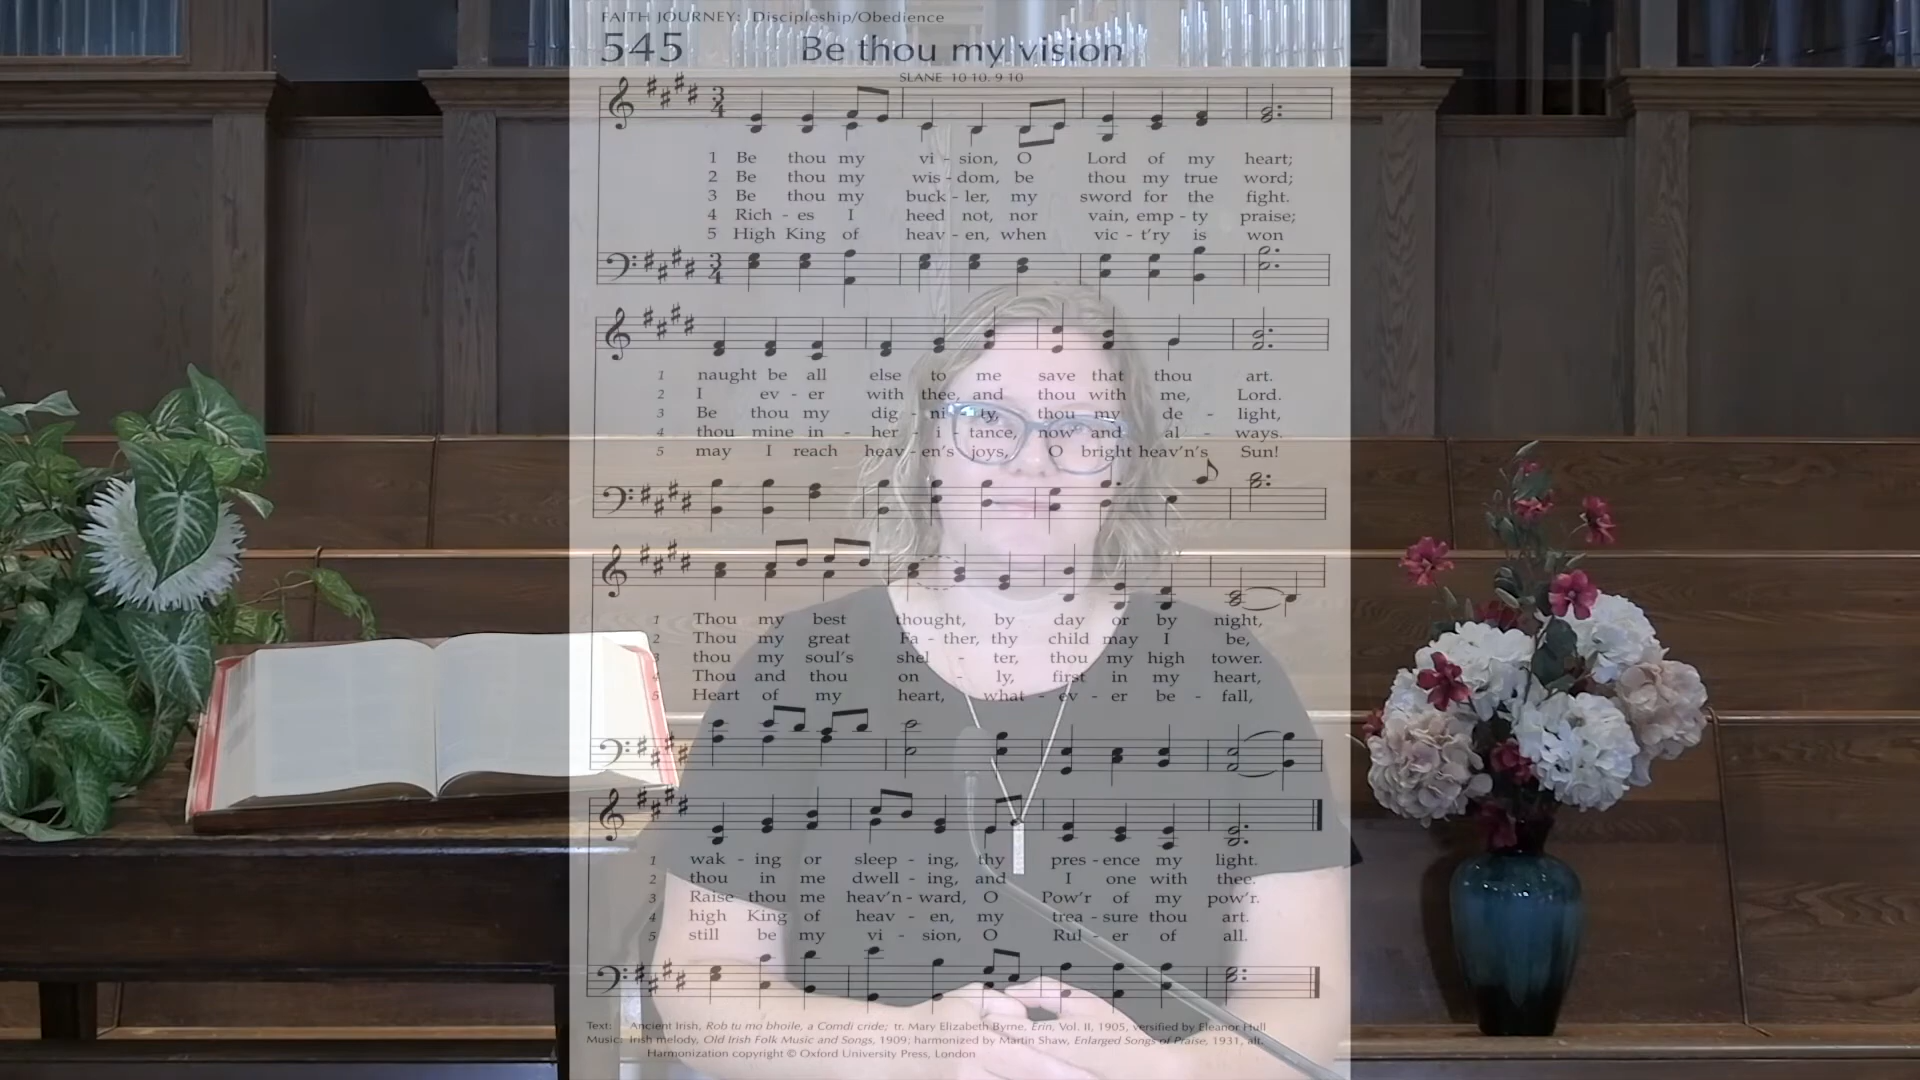 FAITH JOURNEY: Discipleship/Obedience
545 Be thou my vision
SLANE 10 10. 9 10
1 Be thou my vi - sion, O Lord of my heart;
2 Be thou my wis - dom, be thou my true word;
3 Be thou my buck - ler, my sword for the fight.
4 Rich - es I heed not, nor vain, emp - ty praise;
5 High King of heav - en, when vic - t'ry is won
1 naught be all else to me save that thou art.
2 I ev - er with thee, and thou with me, Lord.
3 Be thou my dig - ni - ty, thou my de - light,
4 thou mine in - her - i - tance, now and al - ways.
5 may I reach heav - en's joys, O bright heav'n's Sun!
1 Thou my best thought, by day or by night,
2 Thou my great Fa - ther, thy child may I be,
3 thou my soul's shel - ter, thou my high tower.
4 Thou and thou on - ly, first in my heart,
5 Heart of my heart, what - ev - er be - fall,
1 wak - ing or sleep - ing, thy pres - ence my light.
2 thou in me dwell - ing, and I one with thee.
3 Raise thou me heav'n - ward, O Pow'r of my pow'r.
4 high King of heav - en, my trea - sure thou art.
5 still be my vi - sion, O Rul - er of all.
Text: Ancient Irish, Rob tu mo bhoile, a Comdi cride; tr. Mary Elizabeth Byrne, Erin, Vol. II, 1905, versified by Eleanor Hull
Music: Irish melody, Old Irish Folk Music and Songs, 1909; harmonized by Martin Shaw, Enlarged Songs of Praise, 1931, alt.
Harmonization copyright © Oxford University Press, London